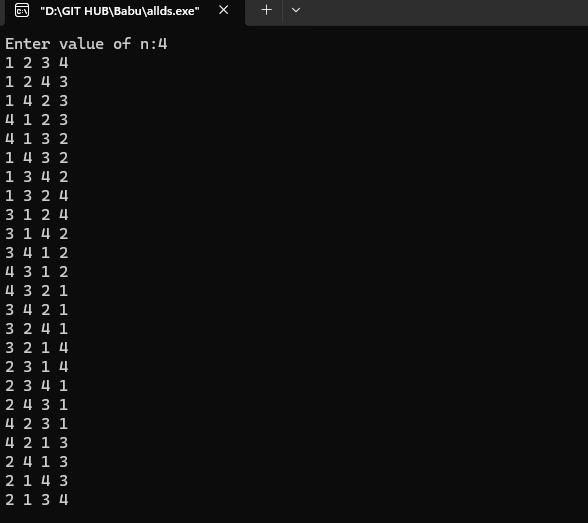 "D:\GIT HUB\Babu\allds.exe"
Enter value of n:4
1 2 3 4
1 2 4 3
1 4 2 3
4 1 2 3
4 1 3 2
1 4 3 2
1 3 4 2
1 3 2 4
3 1 2 4
3 1 4 2
3 4 1 2
4 3 1 2
4 3 2 1
3 4 2 1
3 2 4 1
3 2 1 4
2 3 1 4
2 3 4 1
2 4 3 1
4 2 3 1
4 2 1 3
2 4 1 3
2 1 4 3
2 1 3 4